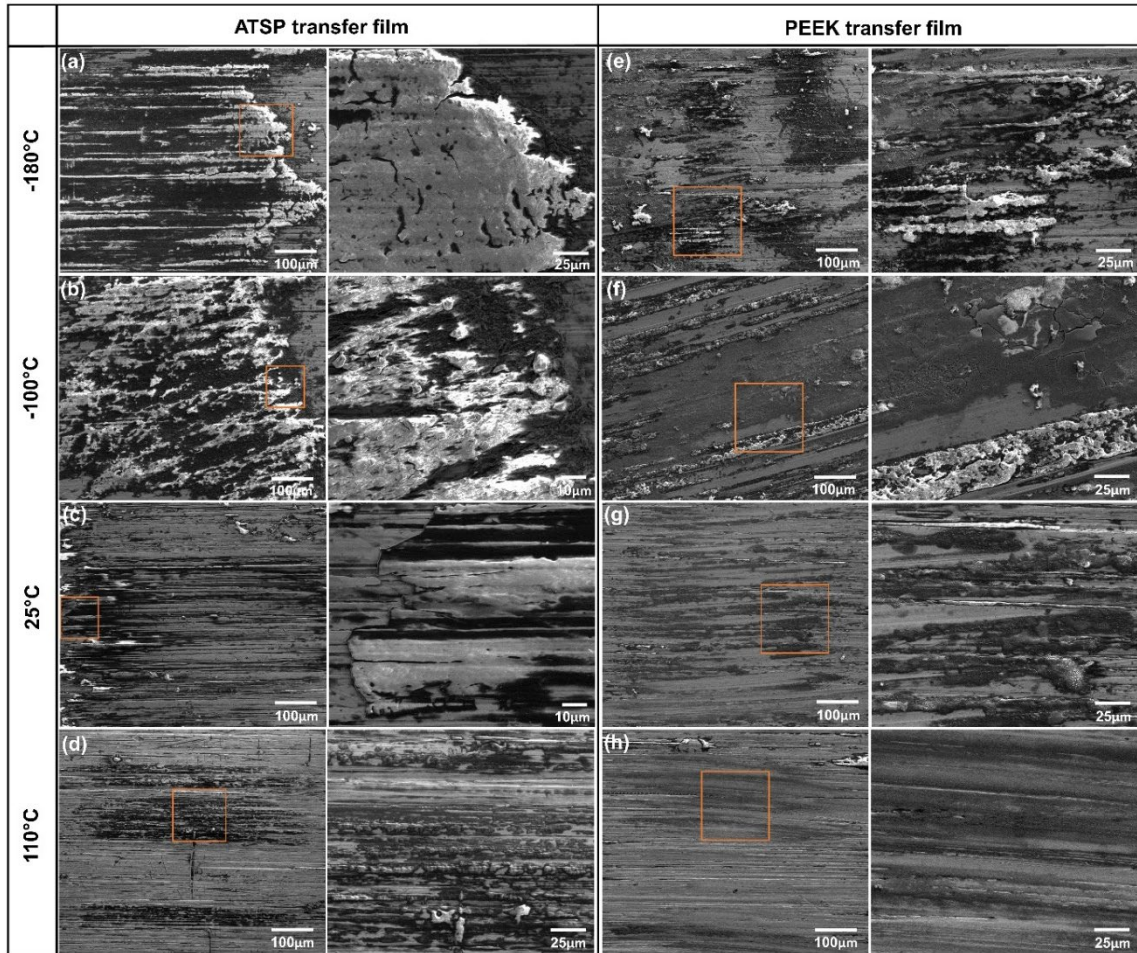 ATSP transfer film PEEK transfer film
-180°C
(a) 100μm 25μm (e) 100μm 25μm
-100°C
(b) 100μm 10μm (f) 100μm 25μm
25°C
(c) 100μm 10μm (g) 100μm 25μm
110°C
(d) 100μm 25μm (h) 100μm 25μm